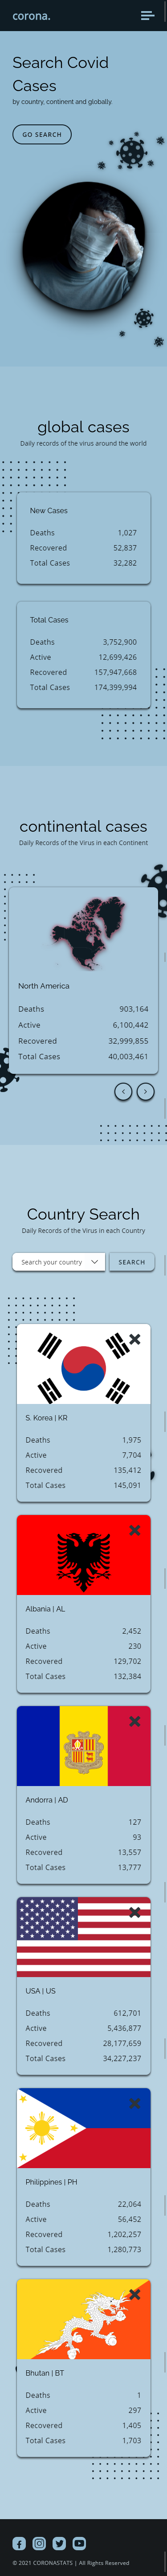 corona.
Search Covid
Cases
by country, continent and globally.
GO SEARCH
global cases
Daily records of the virus around the world
New Cases
Deaths 1,027
Recovered 52,837
Total Cases 32,282
Total Cases
Deaths 3,752,900
Active 12,699,426
Recovered 157,947,668
Total Cases 174,399,994
continental cases
Daily Records of the Virus in each Continent
North America
Deaths 903,164
Active 6,100,442
Recovered 32,999,855
Total Cases 40,003,461
Country Search
Daily Records of the Virus in each Country
Search your country SEARCH
S. Korea | KR
Deaths 1,975
Active 7,704
Recovered 135,412
Total Cases 145,091
Albania | AL
Deaths 2,452
Active 230
Recovered 129,702
Total Cases 132,384
Andorra | AD
Deaths 127
Active 93
Recovered 13,557
Total Cases 13,777
USA | US
Deaths 612,701
Active 5,436,877
Recovered 28,177,659
Total Cases 34,227,237
Philippines | PH
Deaths 22,064
Active 56,452
Recovered 1,202,257
Total Cases 1,280,773
Bhutan | BT
Deaths 1
Active 297
Recovered 1,405
Total Cases 1,703
© 2021 CORONASTATS | All Rights Reserved